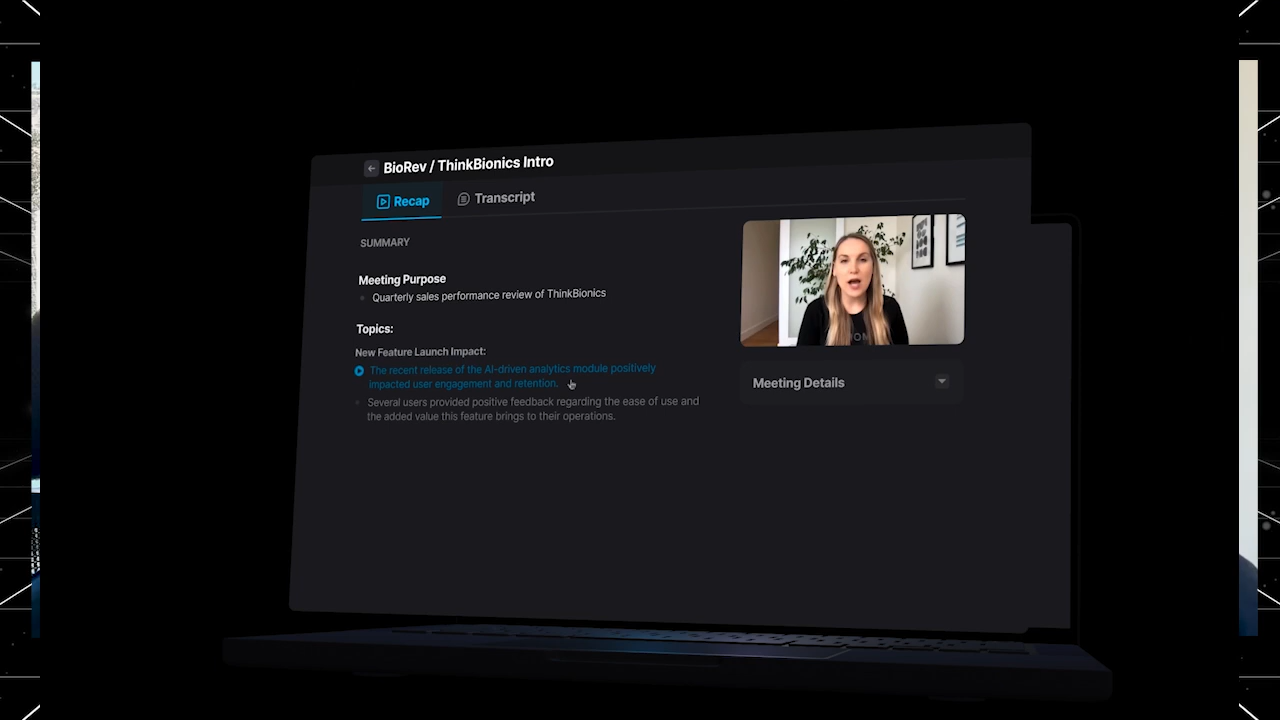 BioRev / ThinkBionics Intro
Recap
Transcript
SUMMARY
Meeting Purpose
Quarterly sales performance review of ThinkBionics
Topics:
New Feature Launch Impact:
The recent release of the AI-driven analytics module positively
impacted user engagement and retention.
Several users provided positive feedback regarding the ease of use and
the added value this feature brings to their operations.
Meeting Details